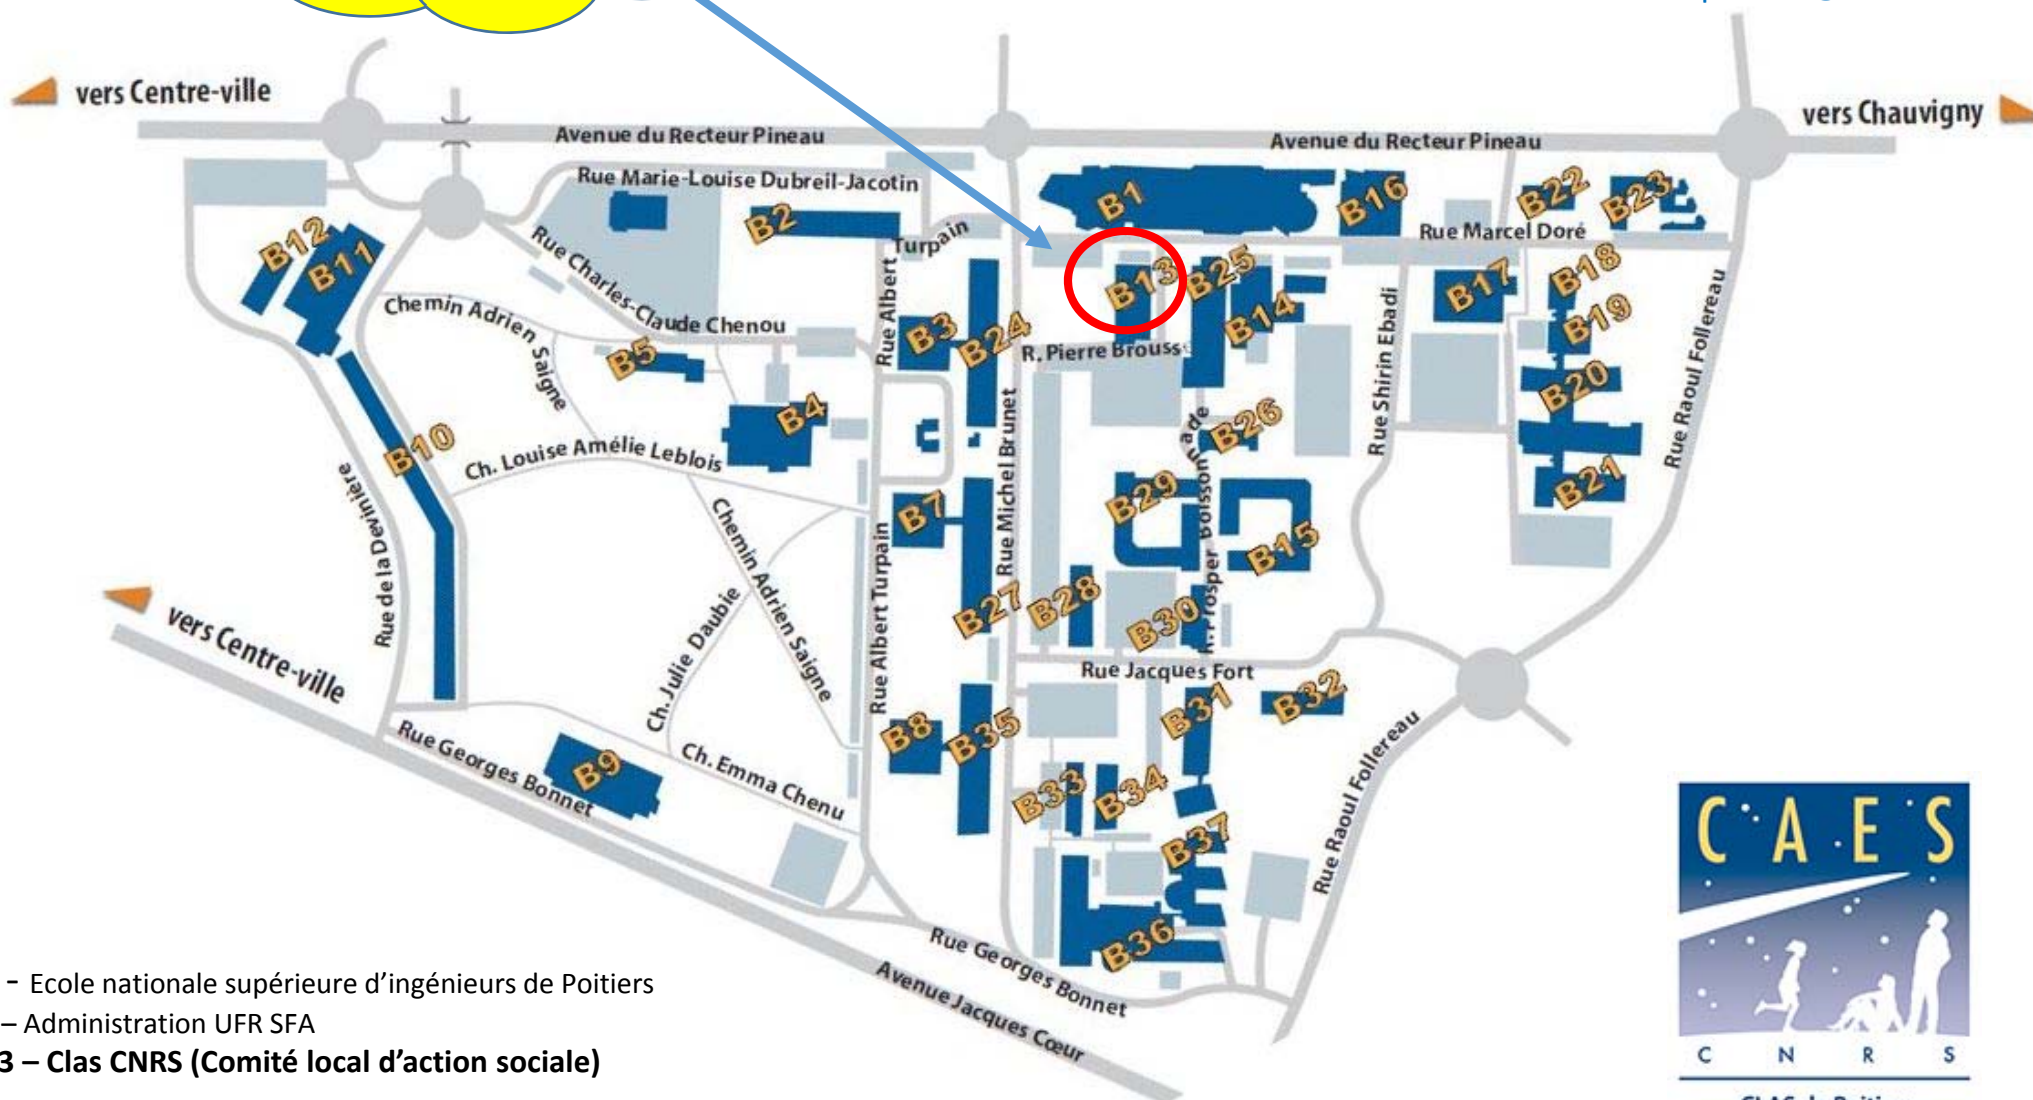 vers Centre-ville
vers Chauvigny
Avenue du Recteur Pineau
Avenue du Recteur Pineau
Rue Marie-Louise Dubreil-Jacotin
B1
B16
B22
B23
B2
Rue Marcel Doré
Turpain
B12
B11
Rue Charles-Claude Chenou
B13
B25
B17
B18
Chemin Adrien Saigne
Rue Albert
B3
B24
B14
B19
R. Pierre Brouss
Rue Shirin Ebadi
Rue Raoul Follereau
B5
B4
B20
B26
B10
Ch. Louise Amélie Leblois
Rue Michel Brunet
R. Prosper Boissonnade
B29
B21
B7
B15
Rue de la Devinière
Chemin Adrien Saigne
Rue Albert Turpain
B27
B28
B30
Ch. Julie Daubie
vers Centre-ville
Rue Jacques Fort
B31
B32
B8
B35
Rue Georges Bonnet
B9
Ch. Emma Chenu
B33
B34
Rue Raoul Follereau
B37
B36
Rue Georges Bonnet
Avenue Jacques Cœur
- Ecole nationale supérieure d'ingénieurs de Poitiers
– Administration UFR SFA
3 – Clas CNRS (Comité local d'action sociale)
CAES
CNRS